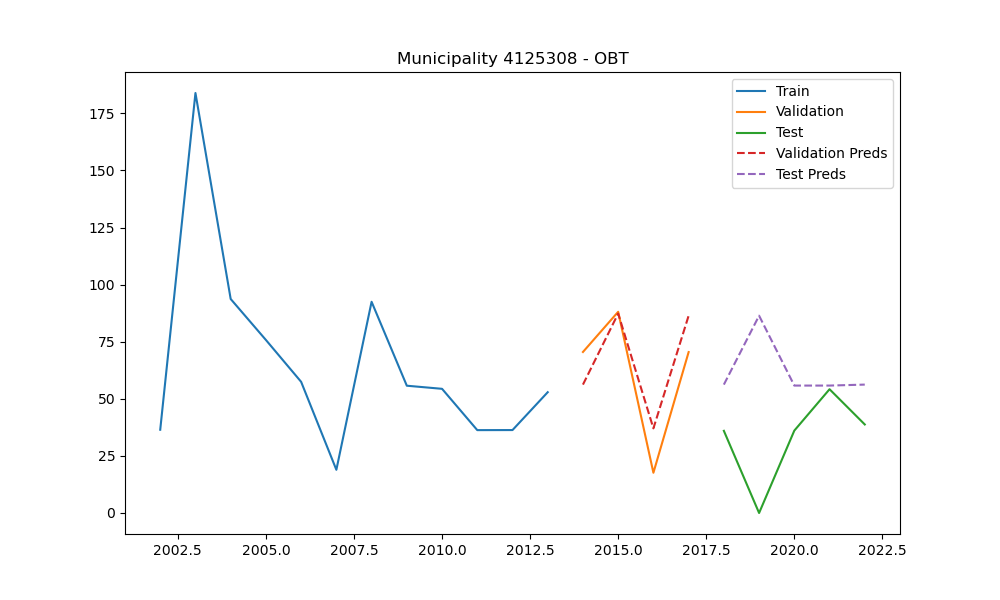 Municipality 4125308 - OBT
Train
Validation
Test
Validation Preds
Test Preds
175
150
125
100
75
50
25
0
2002.5 2005.0 2007.5 2010.0 2012.5 2015.0 2017.5 2020.0 2022.5